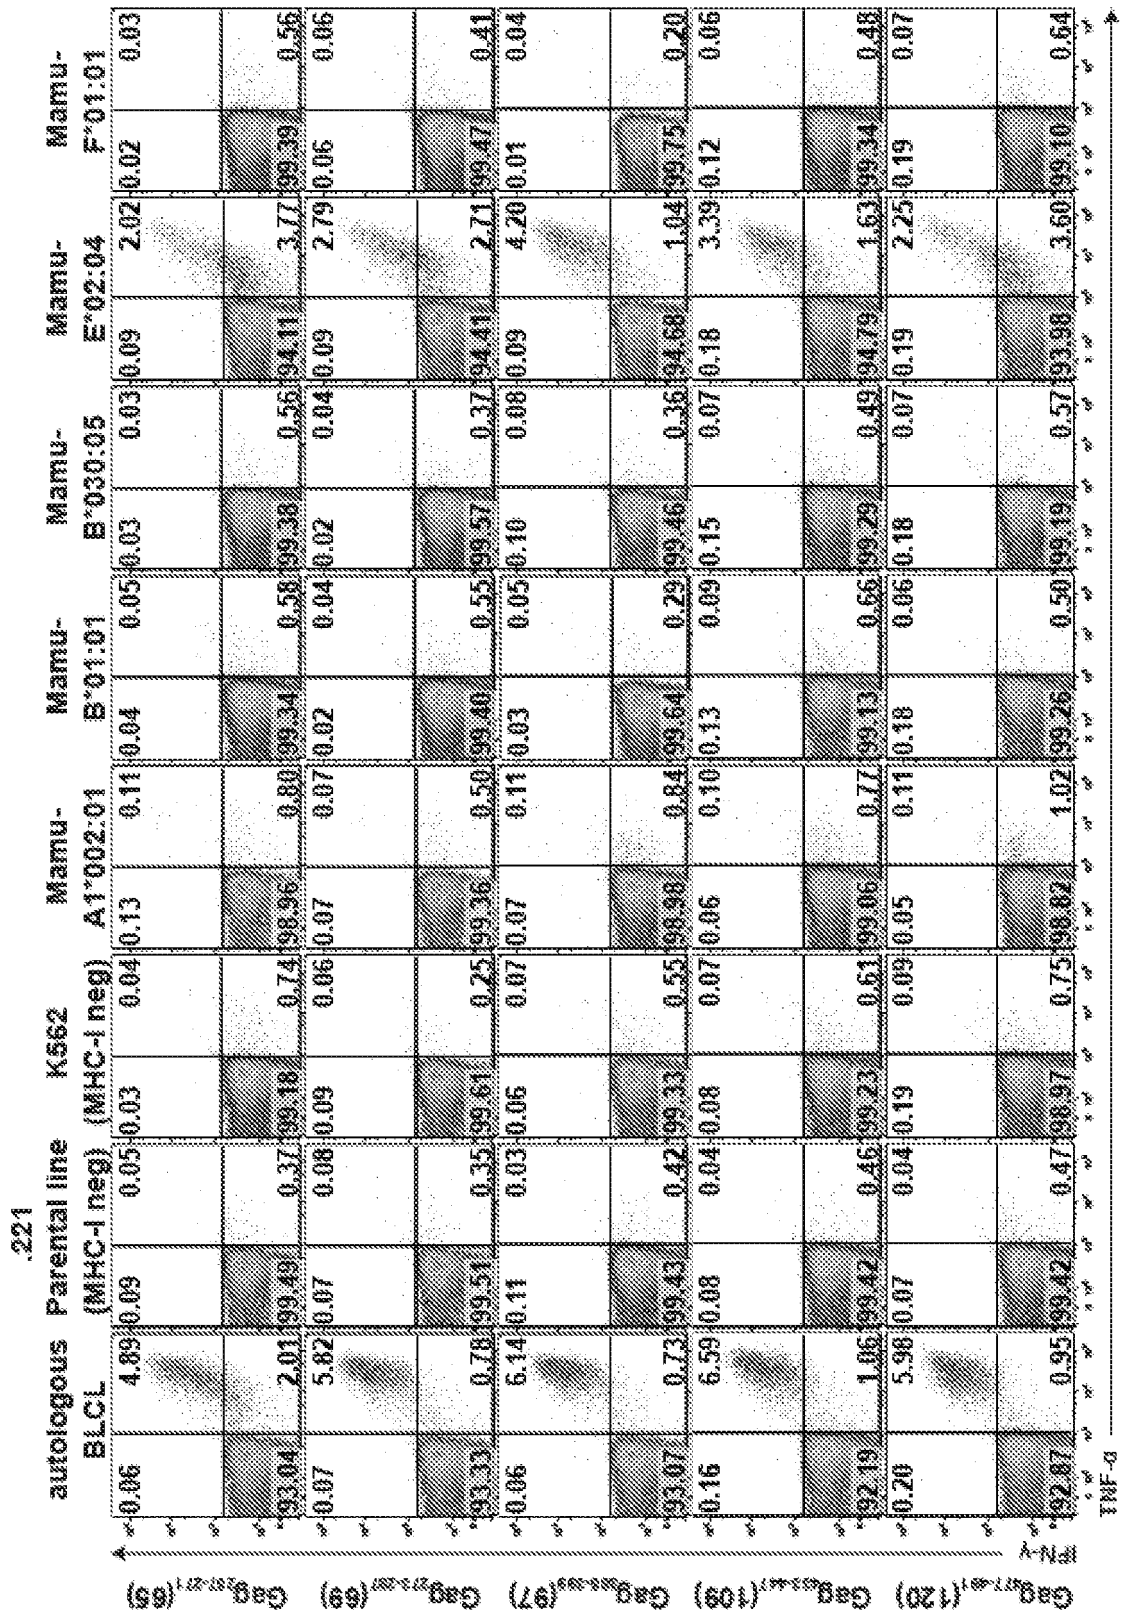 .221
autologous Parental line K562 Mamu- Mamu- Mamu- Mamu- Mamu-
BLCL (MHC-I neg) (MHC-I neg) A1*002:01 B*01:01 B*030:05 E*02:04 F*01:01
0.06 4.89 0.09 0.05 0.03 0.04 0.13 0.11 0.04 0.05 0.03 0.03 0.09 2.02 0.02 0.03
Gag257-271(65)
93.04 2.01 99.49 0.37 99.18 0.74 98.96 0.80 99.34 0.58 99.38 0.56 94.11 3.77 99.39 0.56
0.07 5.82 0.07 0.08 0.09 0.06 0.07 0.07 0.02 0.04 0.02 0.04 0.09 2.79 0.06 0.06
Gag273-287(69)
93.33 0.78 99.51 0.35 99.61 0.25 99.36 0.50 99.40 0.55 99.57 0.37 94.41 2.71 99.47 0.41
0.06 6.14 0.11 0.03 0.06 0.07 0.07 0.11 0.03 0.05 0.10 0.08 0.09 4.20 0.01 0.04
Gag385-399(97)
93.07 0.73 99.43 0.42 99.33 0.55 98.98 0.84 99.64 0.29 99.46 0.36 94.68 1.04 99.75 0.20
0.16 6.59 0.08 0.04 0.08 0.07 0.06 0.10 0.13 0.09 0.15 0.07 0.18 3.39 0.12 0.06
Gag433-447(109)
92.19 1.06 99.42 0.46 99.23 0.61 99.06 0.77 99.13 0.66 99.29 0.49 94.79 1.63 99.34 0.48
0.20 5.98 0.07 0.04 0.19 0.09 0.05 0.11 0.18 0.06 0.18 0.07 0.19 2.25 0.19 0.07
Gag477-491(120)
92.87 0.95 99.42 0.47 98.97 0.75 98.82 1.02 99.26 0.50 99.19 0.57 93.98 3.60 99.10 0.64
IFN-γ
TNF-α